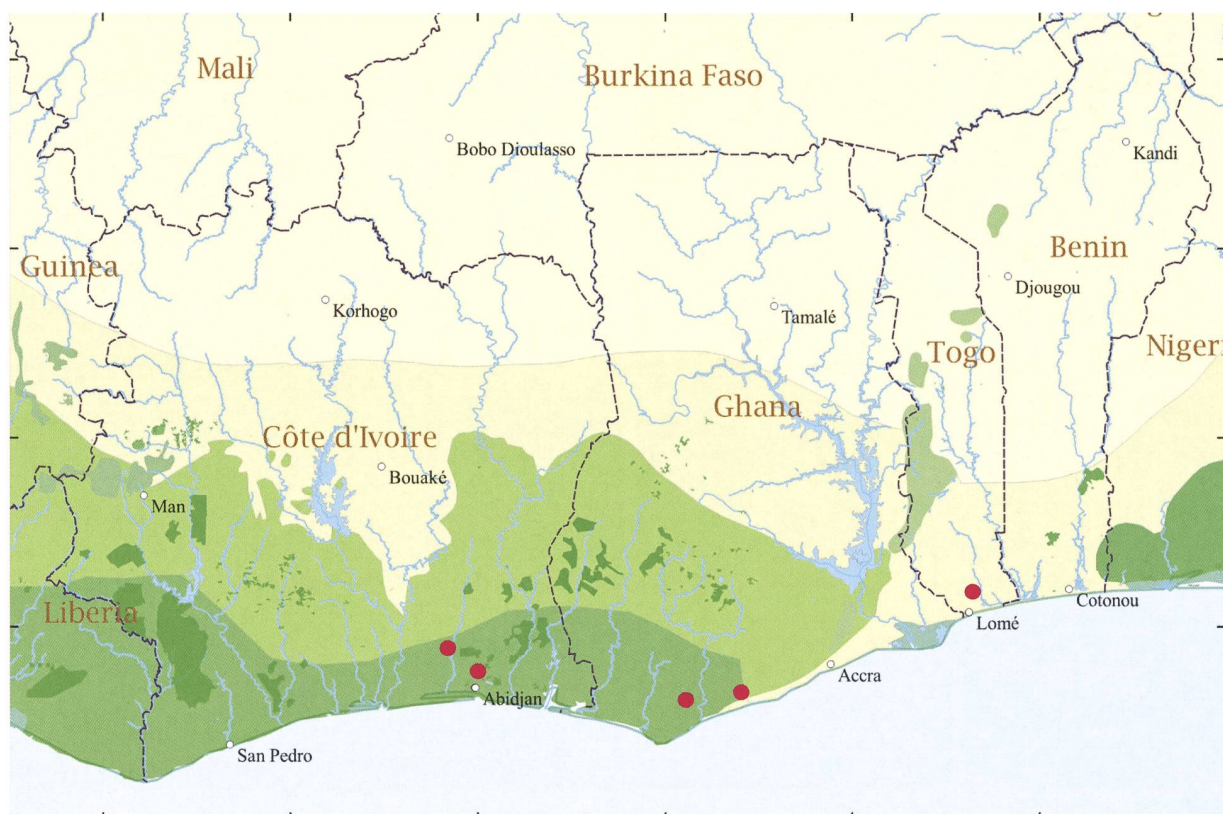 Mali
Burkina Faso
Bobo Dioulasso
Kandi
Guinea
Benin
Korhogo
Djougou
Tamalé
Togo
Niger
Ghana
Côte d'Ivoire
Bouaké
Man
Liberia
Cotonou
Lomé
Accra
Abidjan
San Pedro